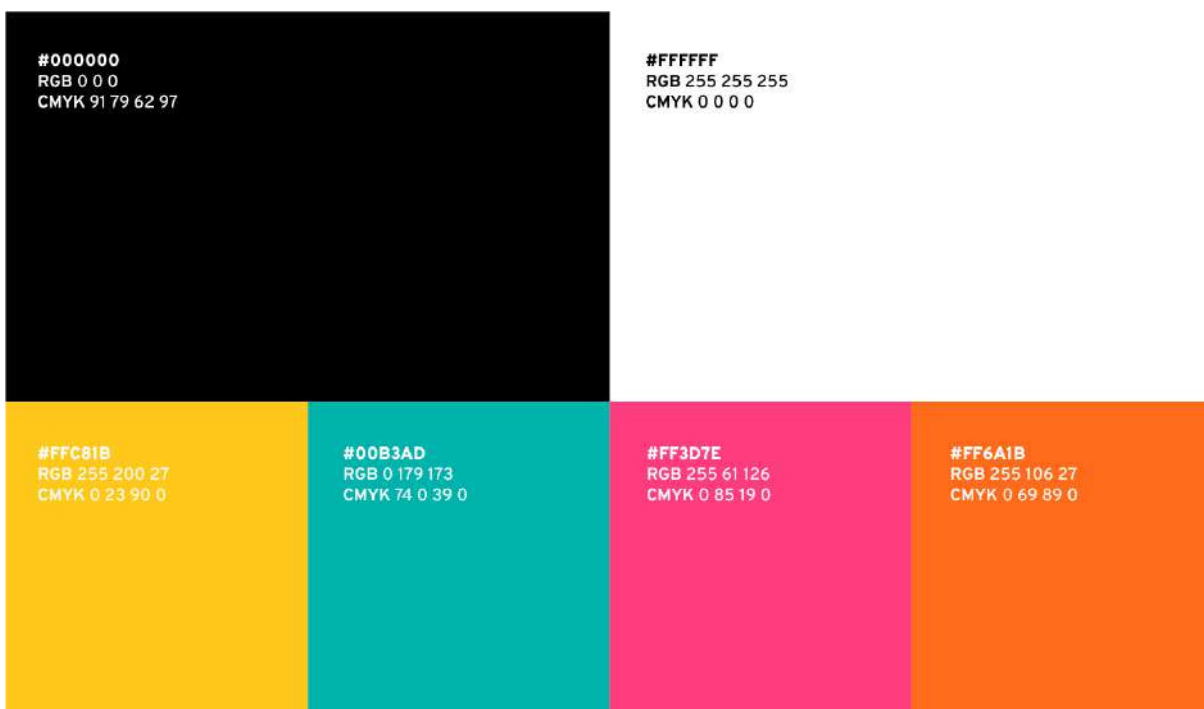 #000000
RGB 0 0 0
CMYK 91 79 62 97
#FFFFFF
RGB 255 255 255
CMYK 0 0 0 0
#FFC81B
RGB 255 200 27
CMYK 0 23 90 0
#00B3AD
RGB 0 179 173
CMYK 74 0 39 0
#FF3D7E
RGB 255 61 126
CMYK 0 85 19 0
#FF6A1B
RGB 255 106 27
CMYK 0 69 89 0